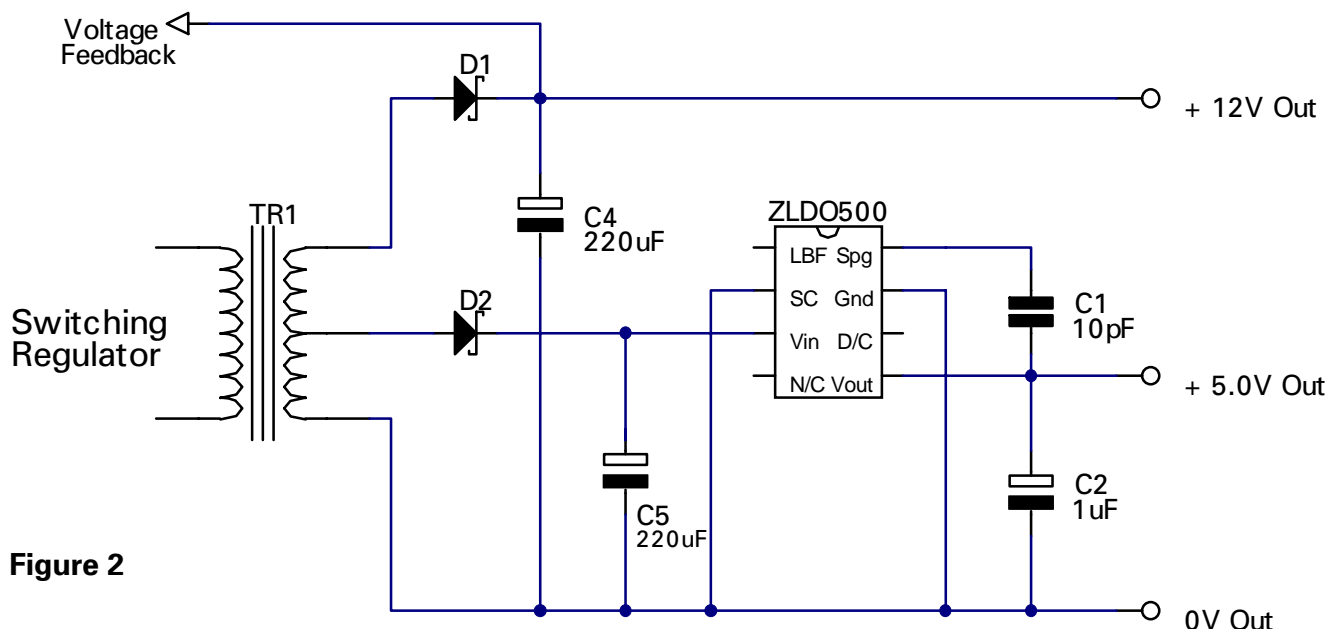 Voltage
Feedback
D1
+ 12V Out
TR1
C4
220uF
ZLDO500
LBF Spg
SC Gnd
Vin D/C
N/C Vout
C1
10pF
D2
Switching
Regulator
+ 5.0V Out
C5
220uF
C2
1uF
Figure 2
0V Out